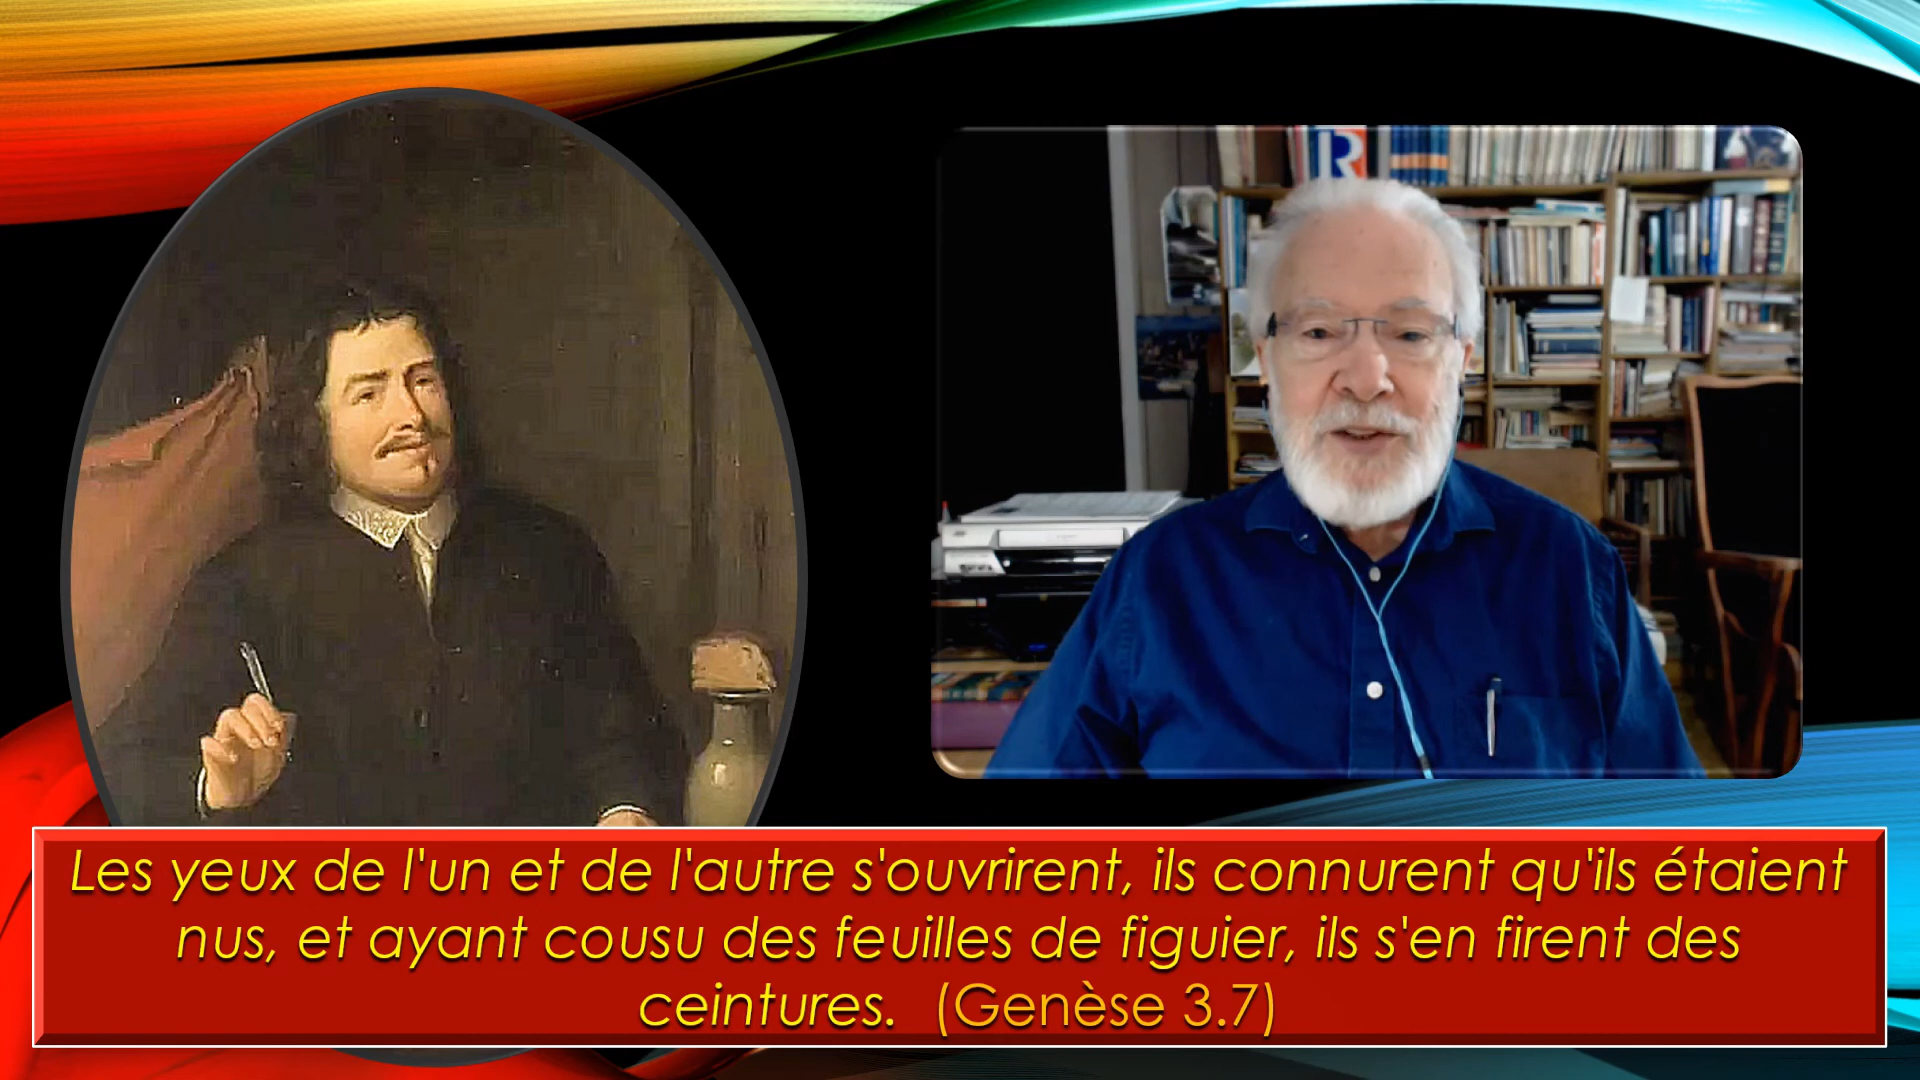 Les yeux de l'un et de l'autre s'ouvrirent, ils connurent qu'ils étaient
nus, et ayant cousu des feuilles de figuier, ils s'en firent des
ceintures. (Genèse 3.7)
R